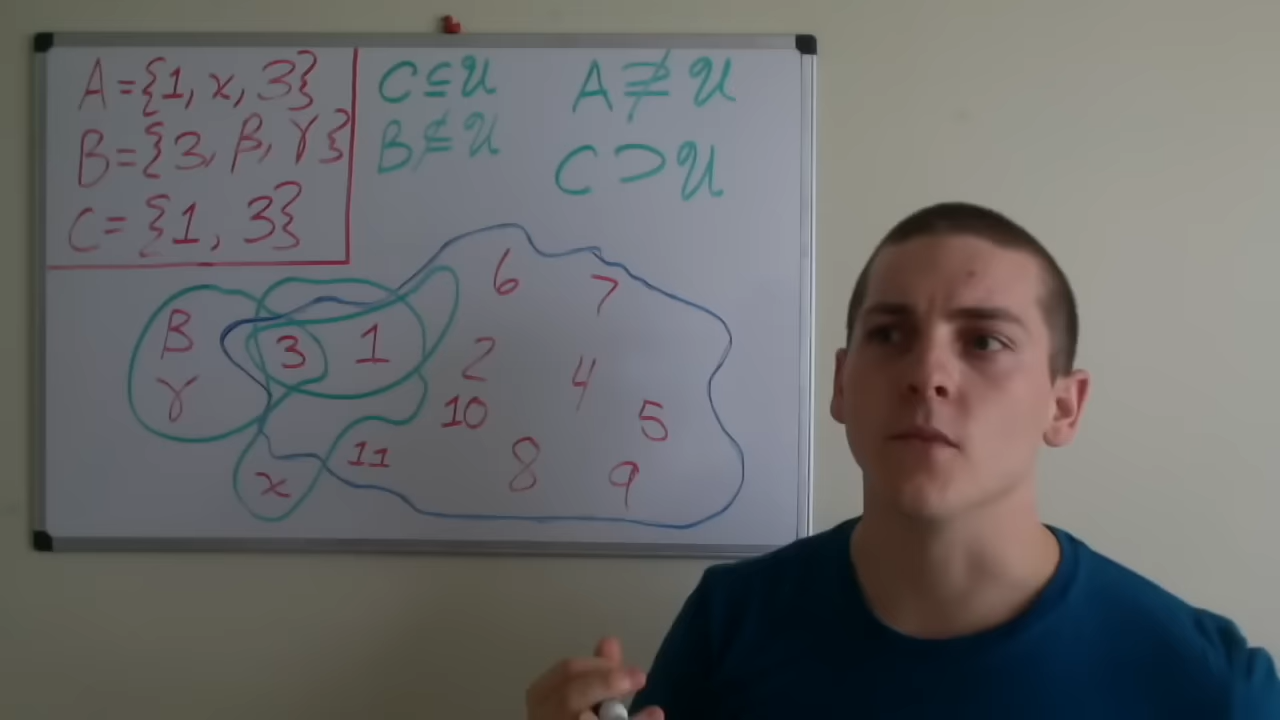 A={1, x, 3}
B={3, β, γ}
C={1, 3}
C⊆U
B⊈U
A⊉U
C⊃U
6 7
B 3 1 2 4
γ 10 5
x 11 8 9